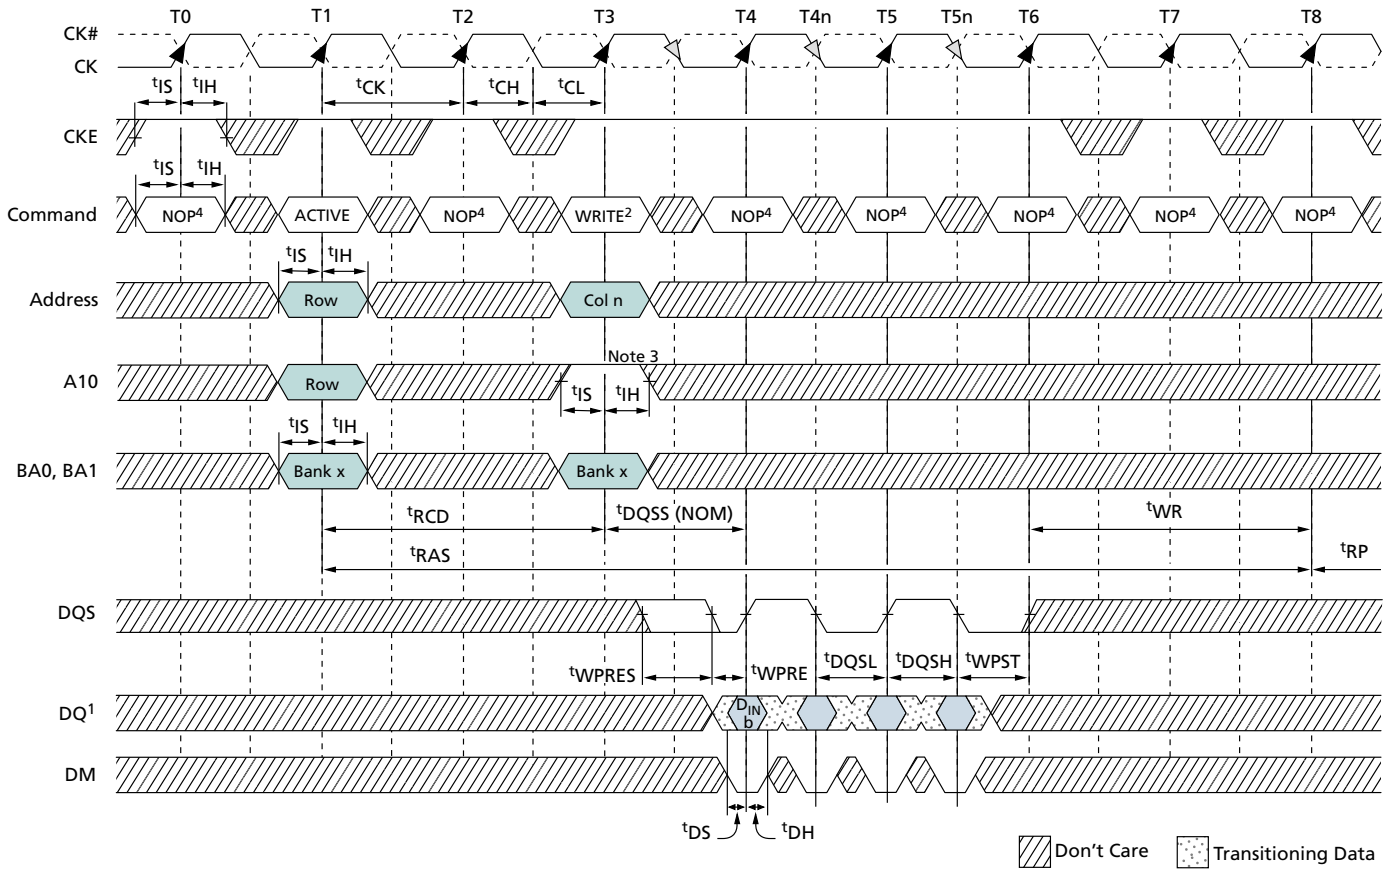 T0 T1 T2 T3 T4 T4n T5 T5n T6 T7 T8
CK#
CK
tIS tIH tCK tCH tCL
CKE
tIS tIH
Command NOP4 ACTIVE NOP4 WRITE2 NOP4 NOP4 NOP4 NOP4 NOP4
tIS tIH
Address Row Col n
Note 3
A10 Row
tIS tIH
tIS tIH
BA0, BA1 Bank x Bank x
tRCD tDQSS (NOM) tWR
tRAS tRP
DQS
tWPRES tWPRE tDQSL tDQSH tWPST
DQ1 DIN
b
DM
tDS tDH
Don't Care Transitioning Data